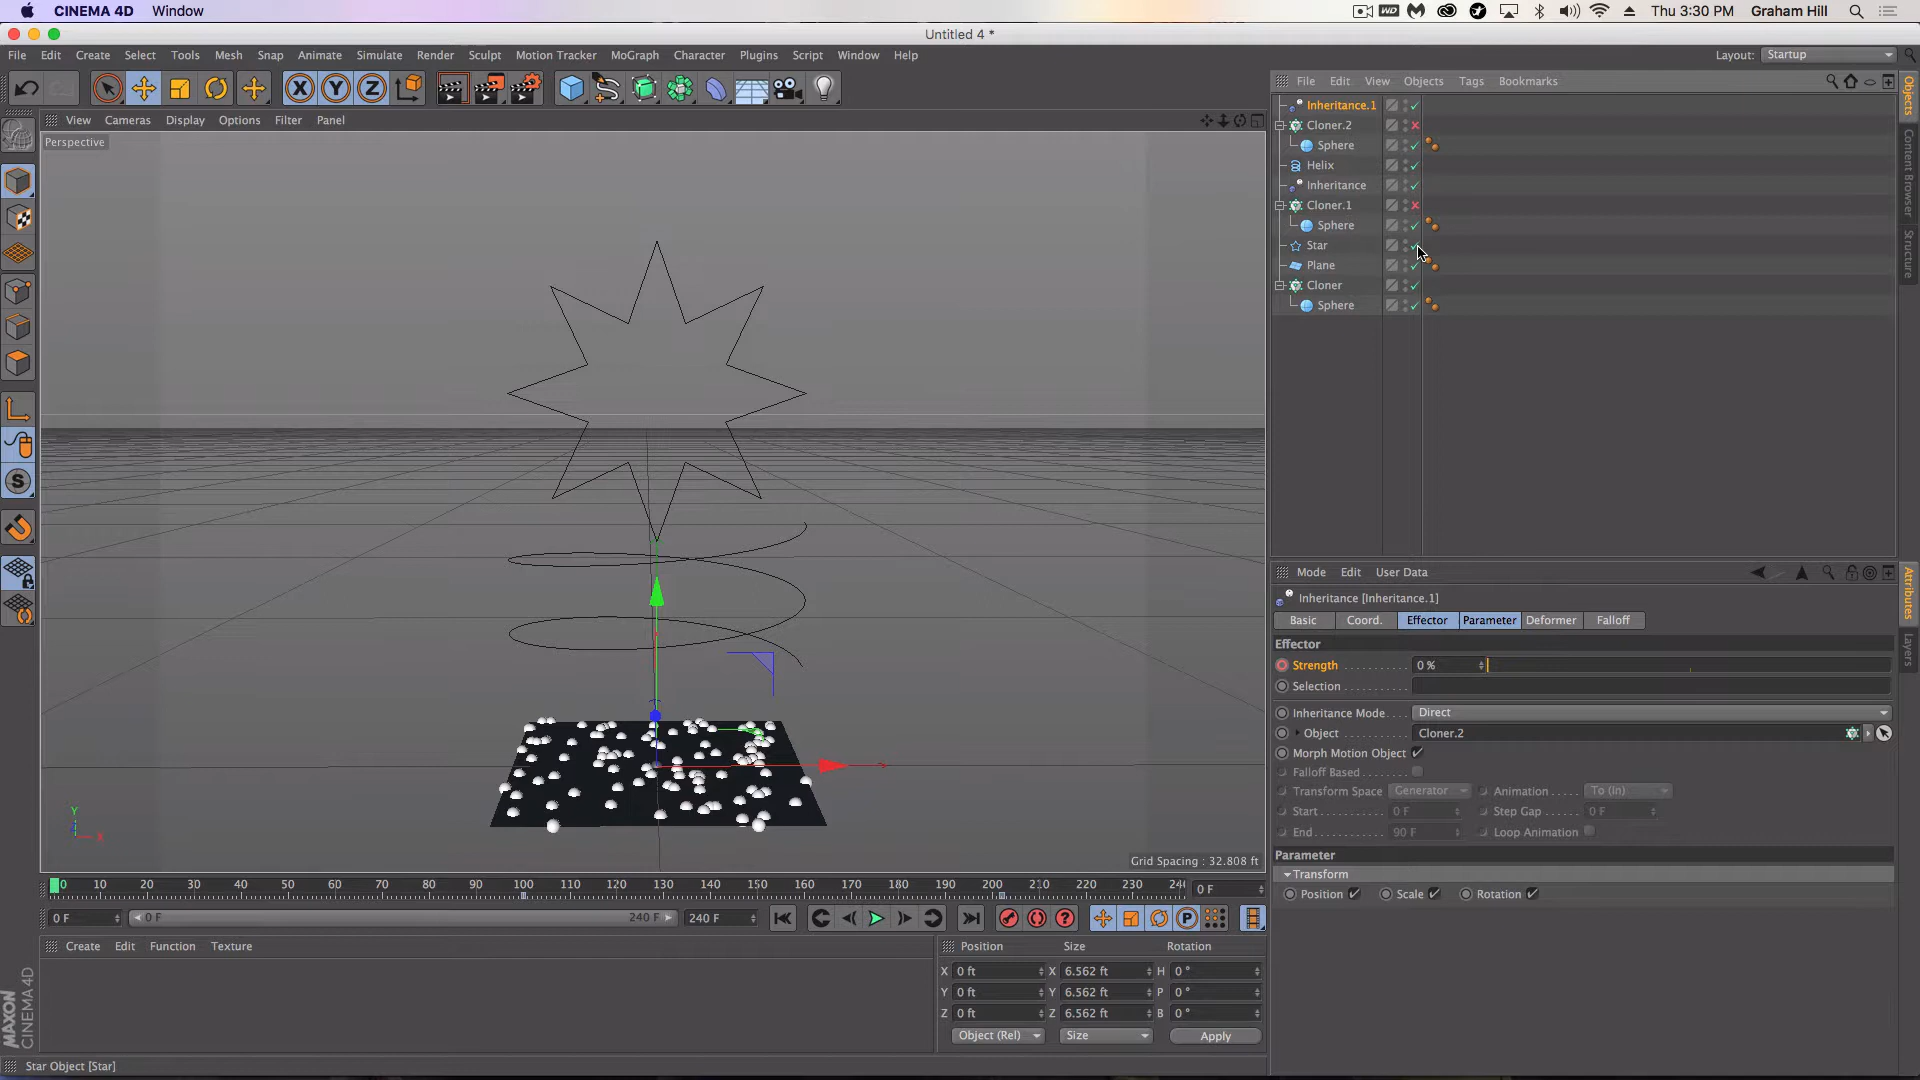 CINEMA 4D Window Thu 3:30 PM Graham Hill
Untitled 4 *
File Edit Create Select Tools Mesh Snap Animate Simulate Render Sculpt Motion Tracker MoGraph Character Plugins Script Window Help Layout: Startup
X Y Z
File Edit View Objects Tags Bookmarks
View Cameras Display Options Filter Panel
Perspective
Inheritance.1
Cloner.2
Sphere
Helix
Inheritance
Cloner.1
Sphere
Star
Plane
Cloner
Sphere
Objects
Content Browser
Structure
Mode Edit User Data
Inheritance [Inheritance.1]
Basic Coord. Effector Parameter Deformer Falloff
Effector
Strength 0 %
Selection
Inheritance Mode Direct
Object Cloner.2
Morph Motion Object
Falloff Based
Transform Space Generator Animation To (In)
Start 0 F Step Gap 0 F
End 90 F Loop Animation
Parameter
Transform
Position Scale Rotation
Attributes
Layers
Y
X
Grid Spacing : 32.808 ft
0 10 20 30 40 50 60 70 80 90 100 110 120 130 140 150 160 170 180 190 200 210 220 230 24 0 F
0 F 0 F 240 F 240 F
Create Edit Function Texture
Position Size Rotation
X 0 ft X 6.562 ft H 0 °
Y 0 ft Y 6.562 ft P 0 °
Z 0 ft Z 6.562 ft B 0 °
Object (Rel) Size Apply
MAXON
CINEMA 4D
Star Object [Star]